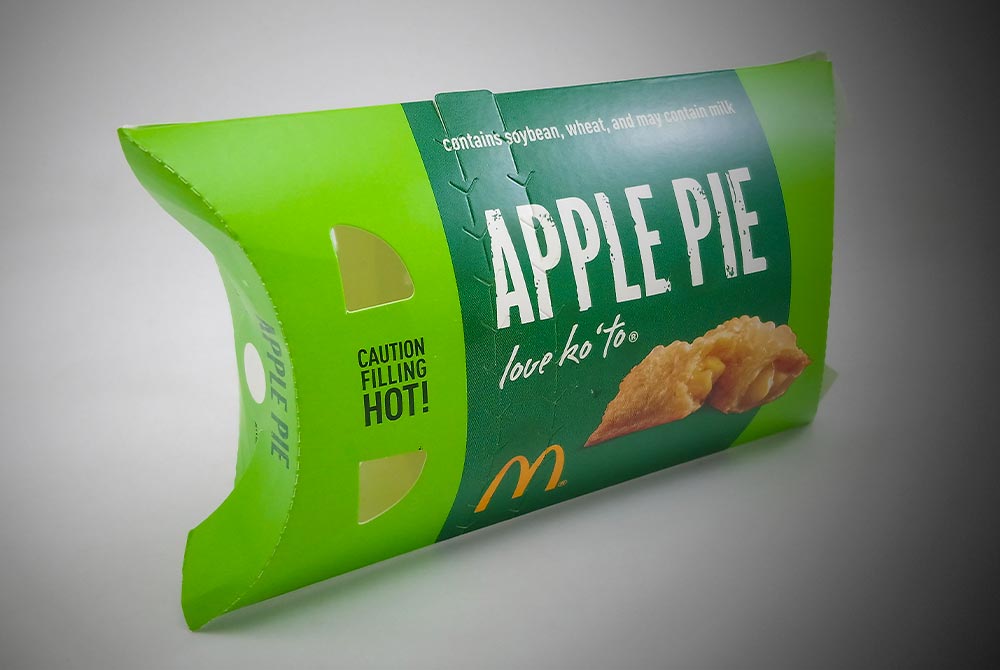 contains soybean, wheat, and may contain milk
APPLE PIE
love ko 'to®
CAUTION
FILLING
HOT!
APPLE PIE